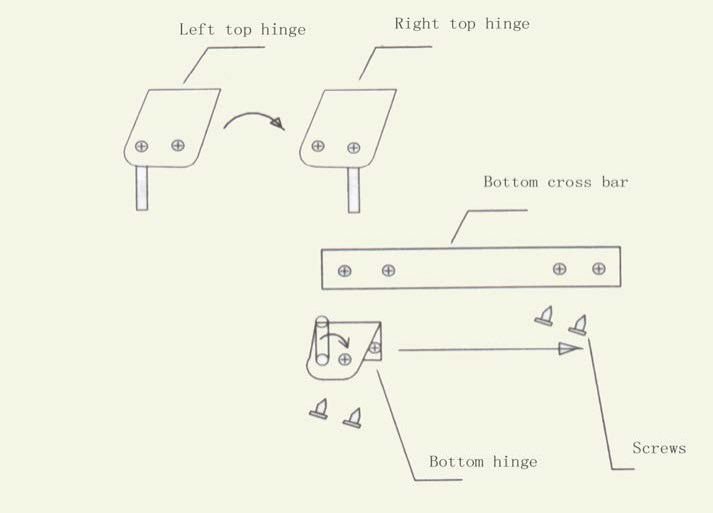 Left top hinge
Right top hinge
Bottom cross bar
Bottom hinge
Screws